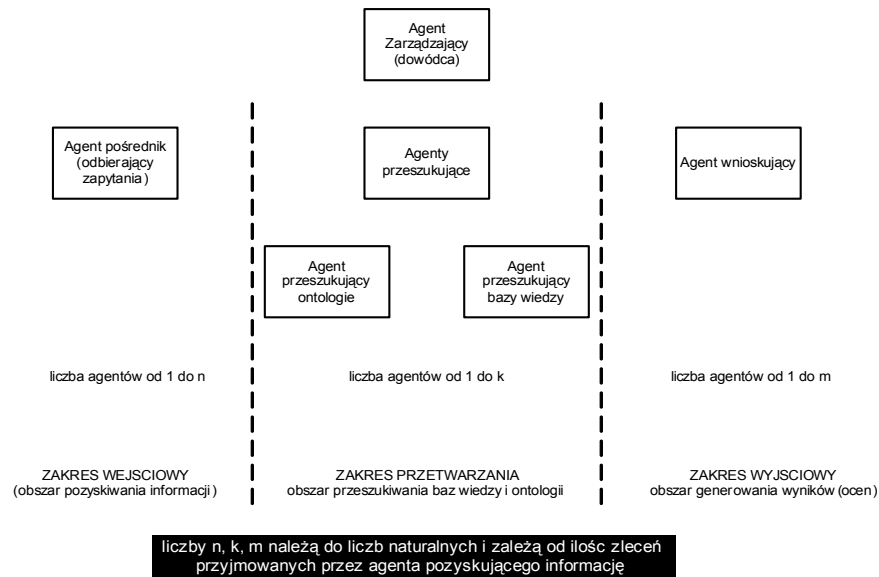 Agent
Zarządzający
(dowódca)
Agent pośrednik
(odbierający
zapytania)
Agenty
przeszukujące
Agent wnioskujący
Agent
przeszukujący
ontologie
Agent
przeszukujący
bazy wiedzy
liczba agentów od 1 do n
liczba agentów od 1 do k
liczba agentów od 1 do m
ZAKRES WEJSCIOWY
(obszar pozyskiwania informacji)
ZAKRES PRZETWARZANIA
obszar przeszukiwania baz wiedzy i ontologii
ZAKRES WYJSCIOWY
obszar generowania wyników (ocen)
liczby n, k, m należą do liczb naturalnych i zależą od ilośc zleceń
przyjmowanych przez agenta pozyskującego informację